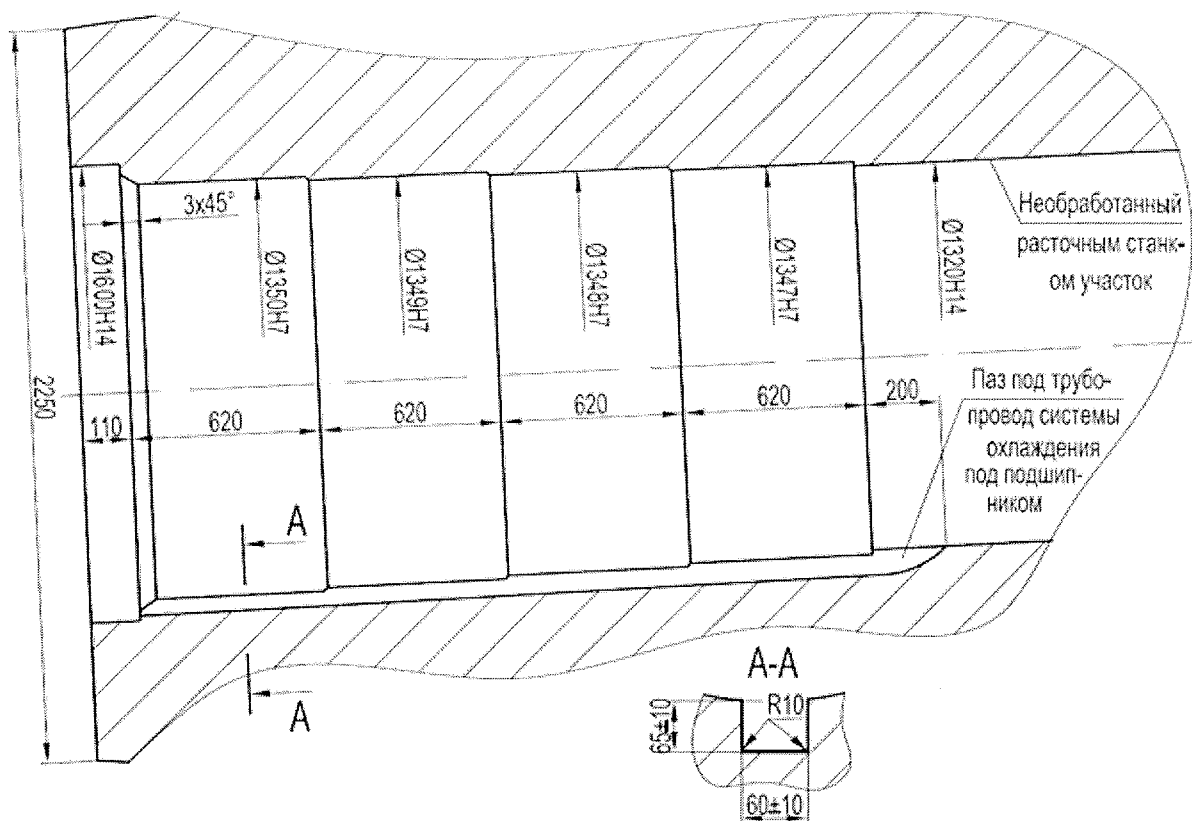 3x45°
Ø1600H14
Ø1350H7
Ø1349H7
Ø1348H7
Ø1347H7
Ø1320H14
Необработанный
расточным станк-
ом участок
2250
110
620
620
620
620
200
Паз под трубо-
провод системы
охлаждения
под подшип-
ником
A
A
A-A
R10
65±10
60±10